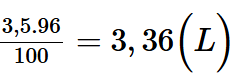 3,5.96/100 = 3,36(L)